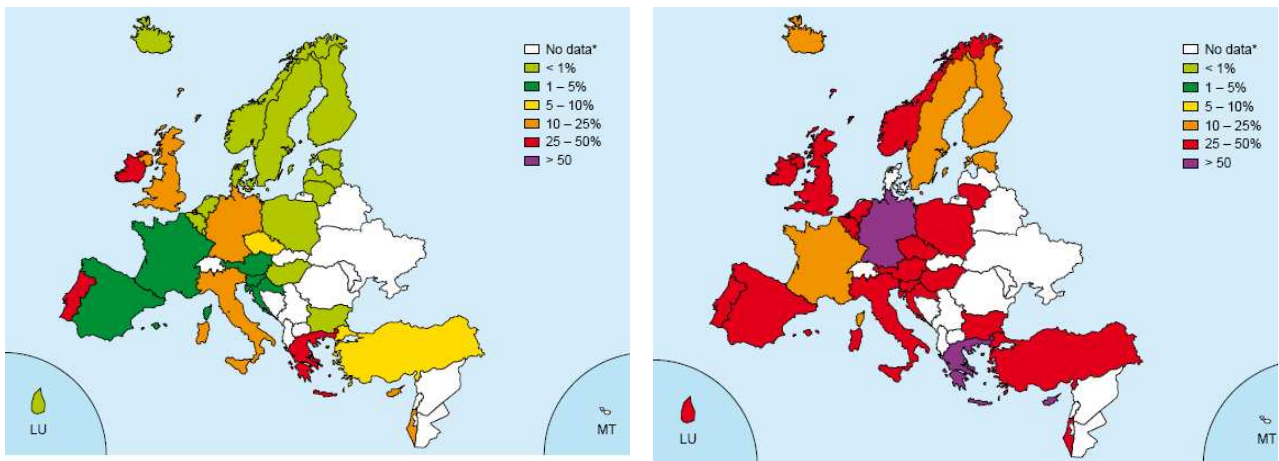 No data*
< 1%
1 – 5%
5 – 10%
10 – 25%
25 – 50%
> 50
LU
MT
No data*
< 1%
1 – 5%
5 – 10%
10 – 25%
25 – 50%
> 50
LU
MT